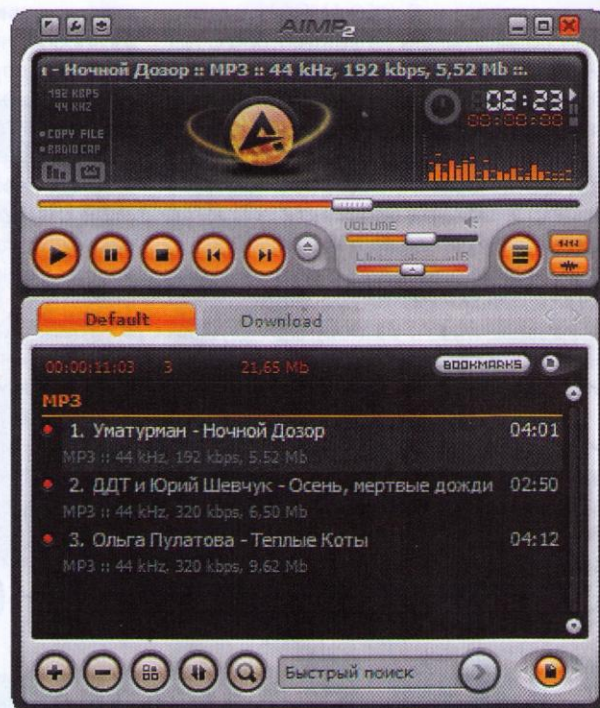 AIMP2
ι - Ночной Дозор :: MP3 :: 44 kHz, 192 kbps, 5,52 Mb ::.
192 KBPS
44 KHZ
02:23
00:00:00
COPY FILE
RADIO CAP
VOLUME
L R
Default Download
00:00:11:03 3 21,65 Mb BOOKMARKS
MP3
1. Уматурман - Ночной Дозор 04:01
MP3 :: 44 kHz, 192 kbps, 5,52 Mb
2. ДДТ и Юрий Шевчук - Осень, мертвые дожди 02:50
MP3 :: 44 kHz, 320 kbps, 6,50 Mb
3. Ольга Пулатова - Теплые Коты 04:12
MP3 :: 44 kHz, 320 kbps, 9,62 Mb
Быстрый поиск